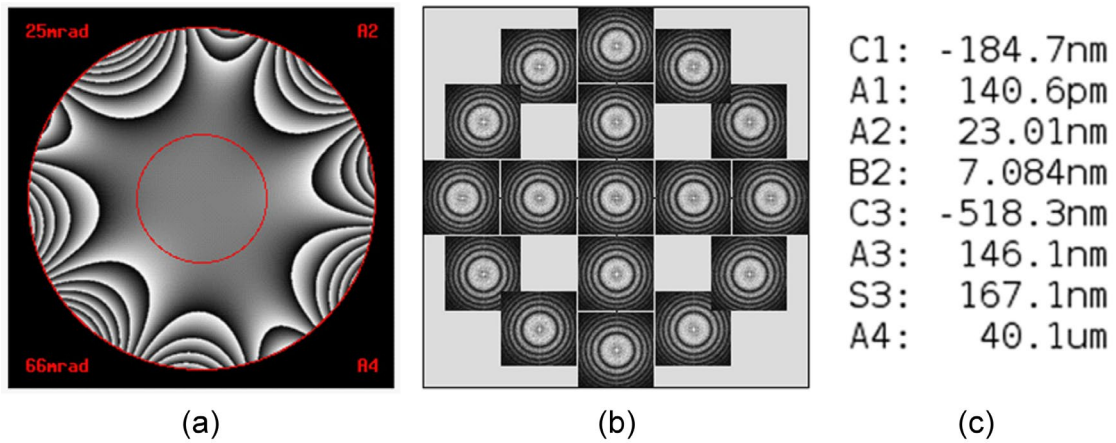 25mrad
A2
66mrad
A4
C1: -184.7nm
A1: 140.6pm
A2: 23.01nm
B2: 7.084nm
C3: -518.3nm
A3: 146.1nm
S3: 167.1nm
A4: 40.1um
(a)
(b)
(c)